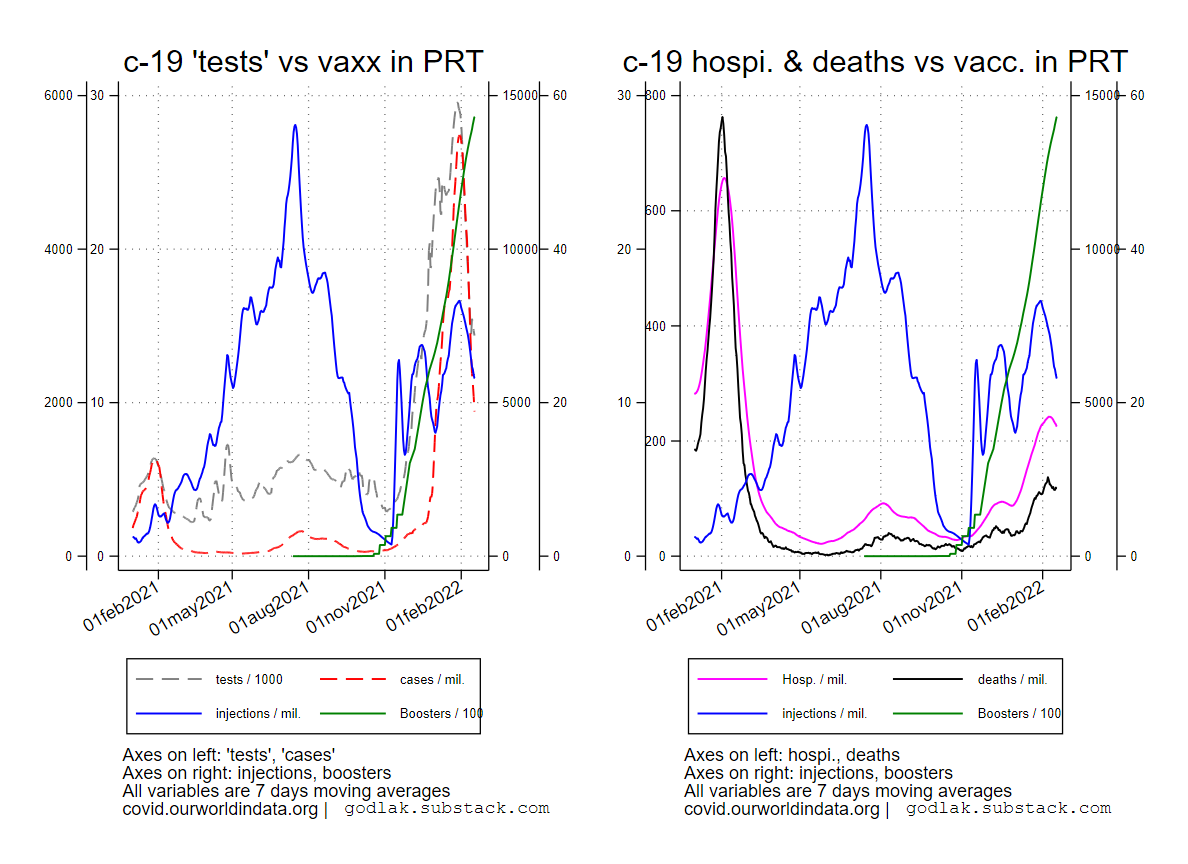 c-19 'tests' vs vaxx in PRT
6000 30 15000 60
4000 20 10000 40
2000 10 5000 20
0 0 0 0
01feb2021 01may2021 01aug2021 01nov2021 01feb2022
tests / 1000 cases / mil.
injections / mil. Boosters / 100
Axes on left: 'tests', 'cases'
Axes on right: injections, boosters
All variables are 7 days moving averages
covid.ourworldindata.org | godlak.substack.com
c-19 hospi. & deaths vs vacc. in PRT
30 800 15000 60
600
20 10000 40
400
10 5000 20
200
0 0 0 0
01feb2021 01may2021 01aug2021 01nov2021 01feb2022
Hosp. / mil. deaths / mil.
injections / mil. Boosters / 100
Axes on left: hospi., deaths
Axes on right: injections, boosters
All variables are 7 days moving averages
covid.ourworldindata.org | godlak.substack.com